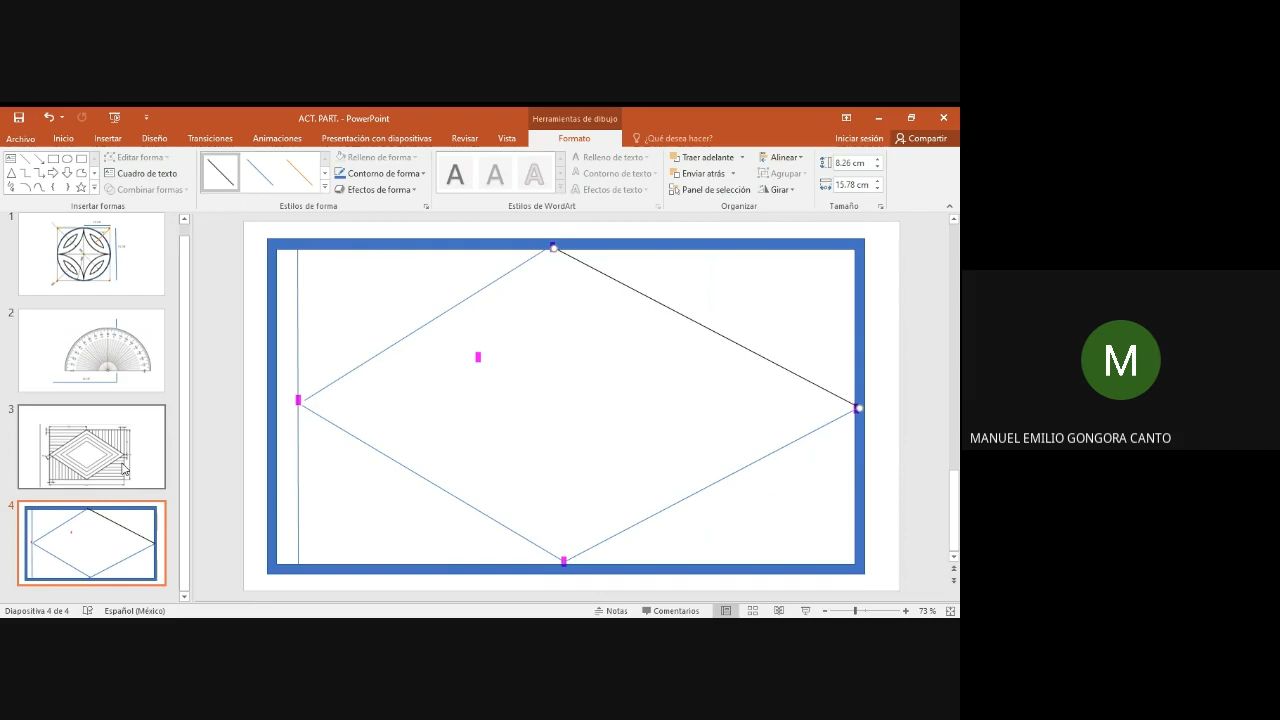 ACT. PART. - PowerPoint
Herramientas de dibujo
Archivo Inicio Insertar Diseño Transiciones Animaciones Presentación con diapositivas Revisar Vista Formato ¿Qué desea hacer? Iniciar sesión Compartir
Editar forma
Cuadro de texto
Combinar formas
Insertar formas
Relleno de forma
Contorno de forma
Efectos de forma
Estilos de forma
A A A
Relleno de texto
Contorno de texto
Efectos de texto
Estilos de WordArt
Traer adelante
Enviar atrás
Panel de selección
Alinear
Agrupar
Girar
Organizar
8.26 cm
15.78 cm
Tamaño
1
2
3
4
M
MANUEL EMILIO GONGORA CANTO
Diapositiva 4 de 4 Español (México) Notas Comentarios 73 %